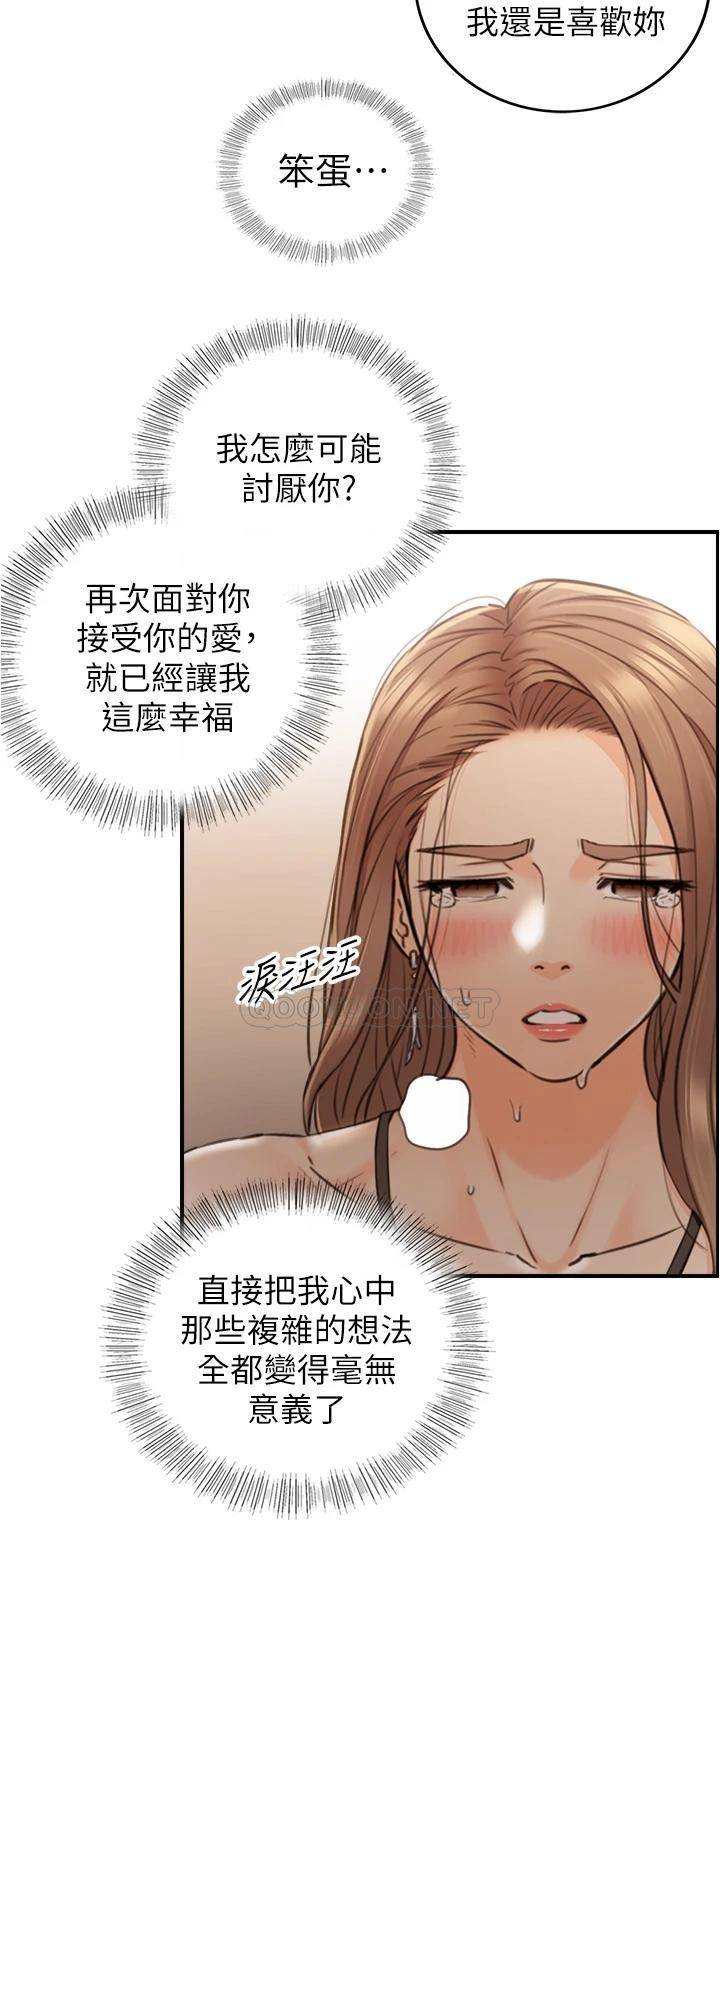 我還是喜歡妳
笨蛋⋯
我怎麼可能
討厭你?
再次面對你
接受你的愛,
就已經讓我
這麼幸福
淚汪汪
直接把我心中
那些複雜的想法
全都變得毫無
意義了